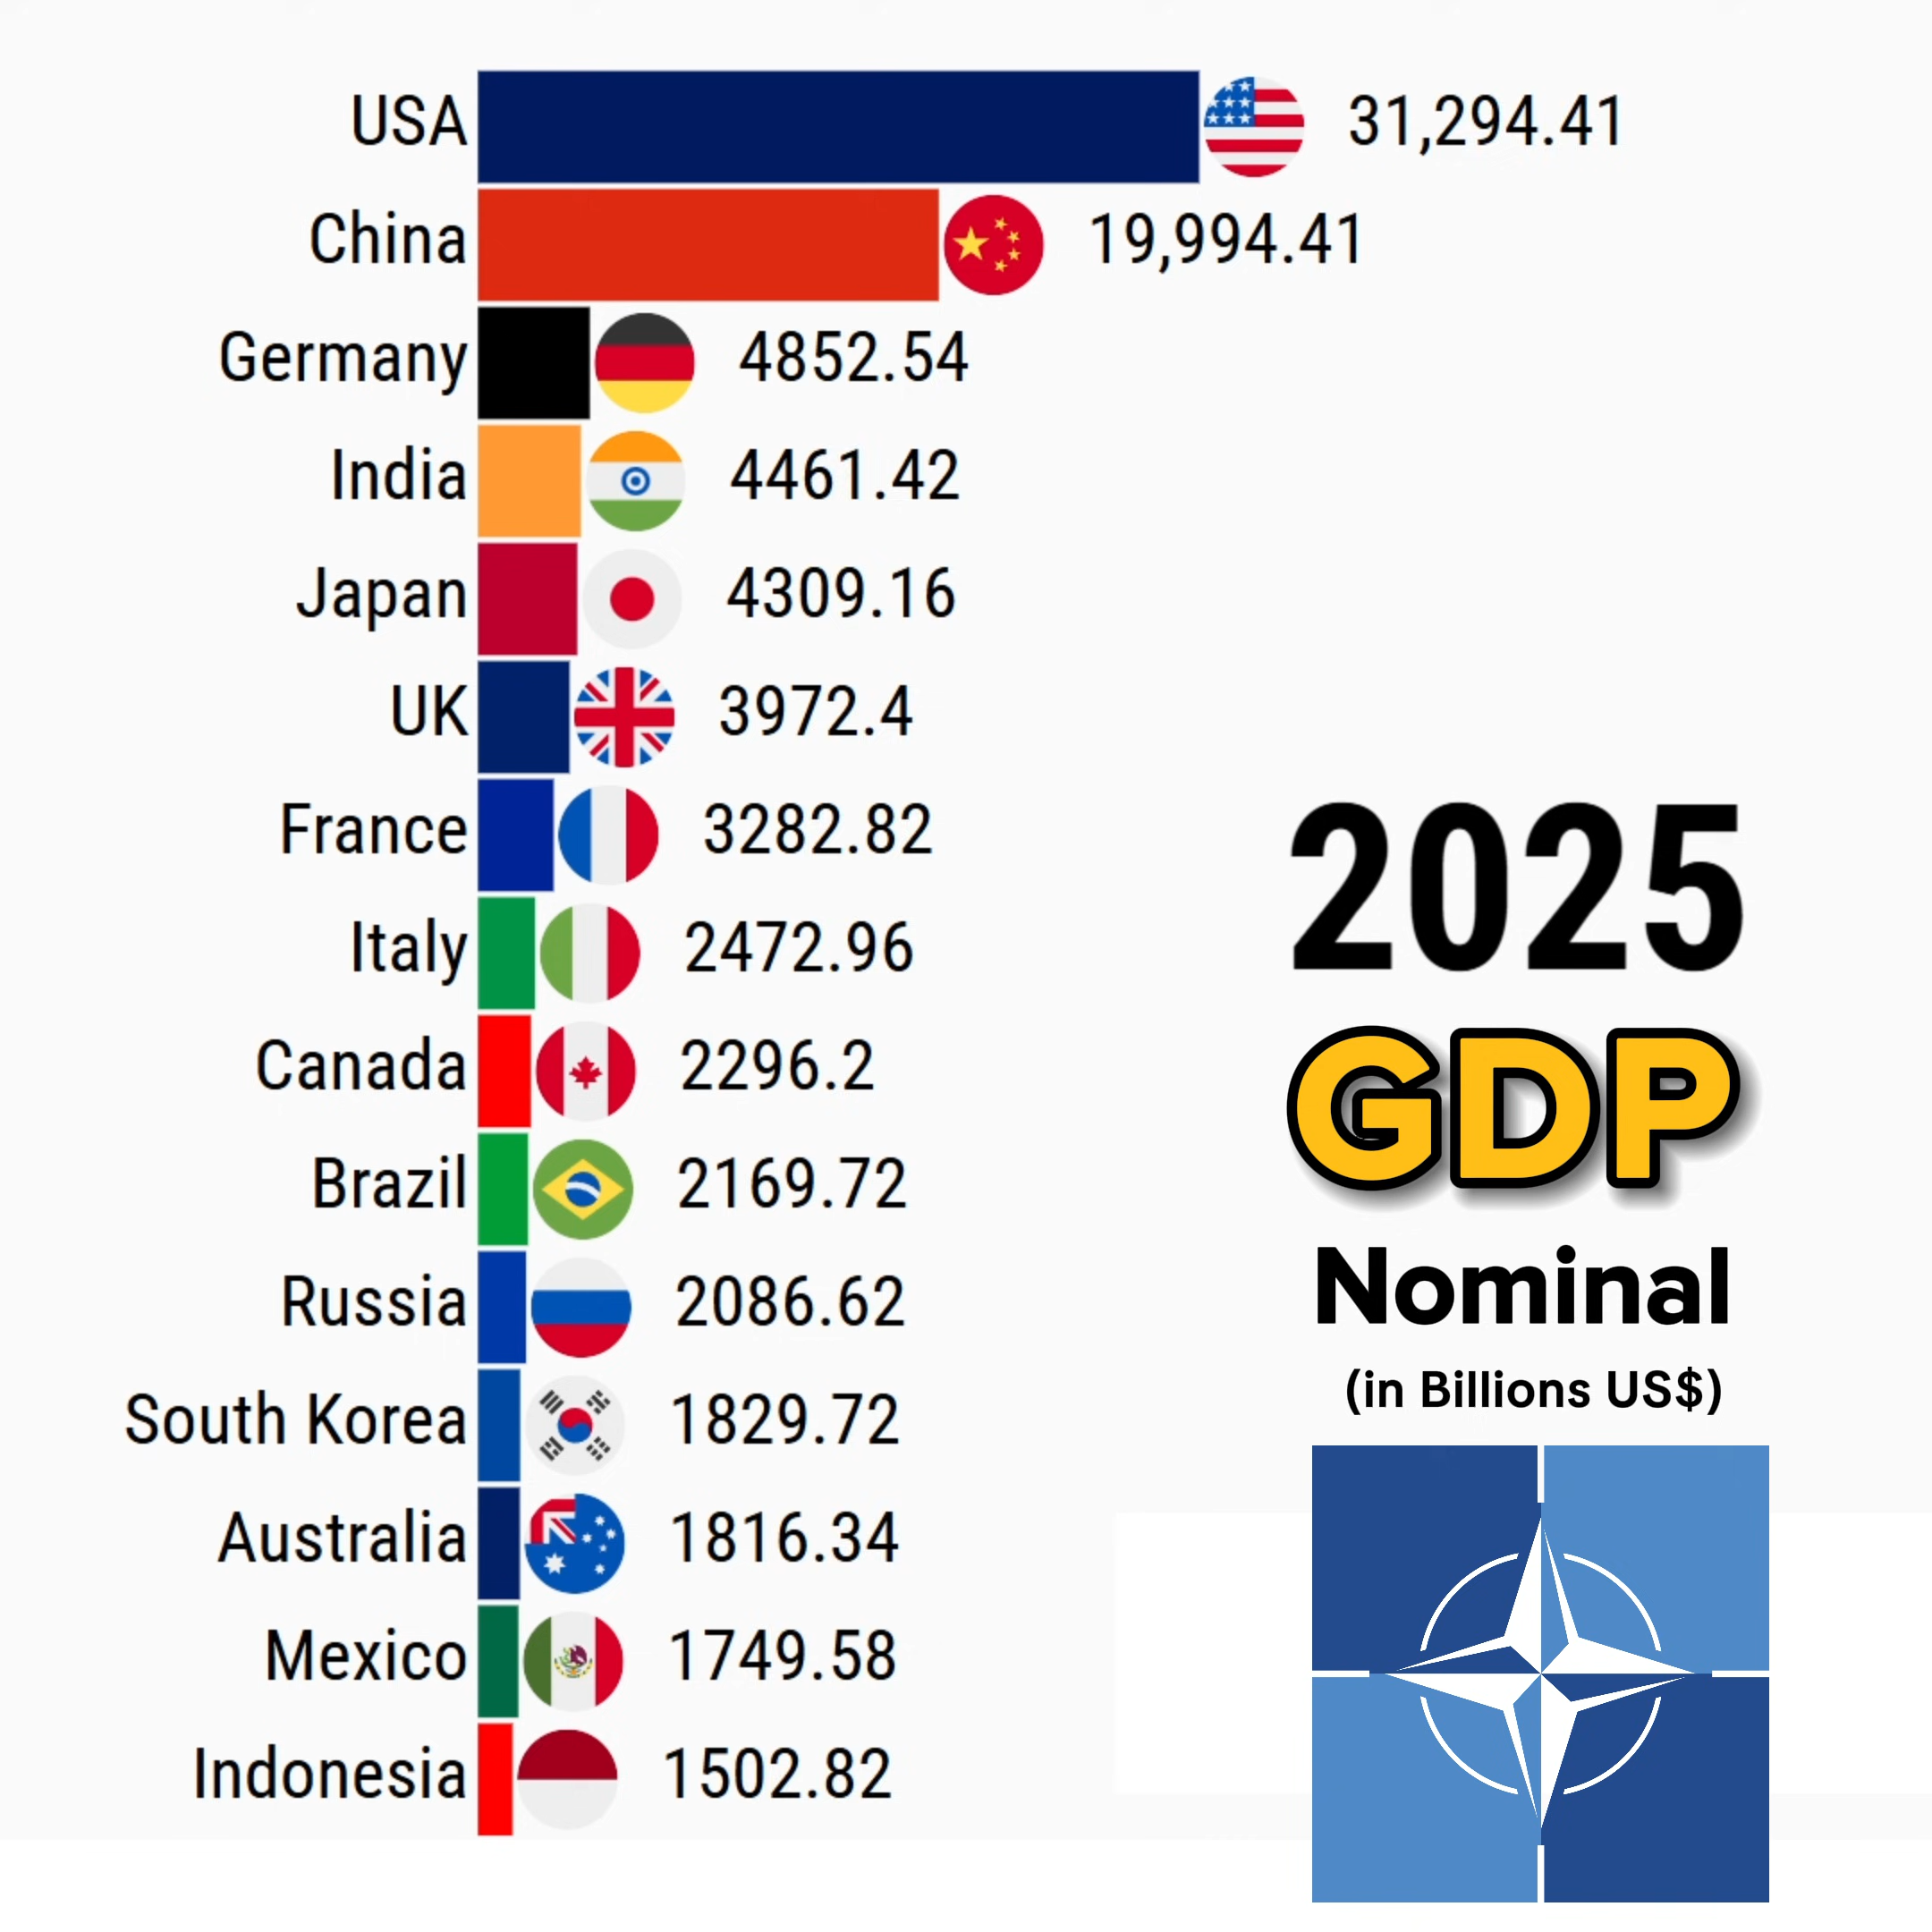 USA 31,294.41
China 19,994.41
Germany 4852.54
India 4461.42
Japan 4309.16
UK 3972.4
France 3282.82
Italy 2472.96
Canada 2296.2
Brazil 2169.72
Russia 2086.62
South Korea 1829.72
Australia 1816.34
Mexico 1749.58
Indonesia 1502.82
2025
GDP
Nominal
(in Billions US$)